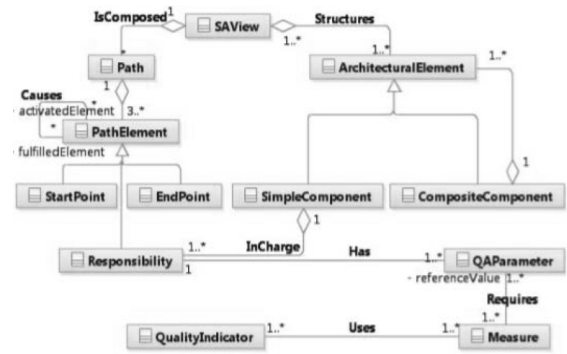 IsComposed 1 SAView Structures
1..*
* 1..* 1..*
Path ArchitecturalElement
1
Causes
* - activatedElement 3..*
* PathElement
- fulfilledElement 1
StartPoint EndPoint SimpleComponent CompositeComponent
1
1..* InCharge Has 1..*
Responsibility 1 QAParameter
- referenceValue 1..*
Requires
1..* Uses 1..* 1..*
QualityIndicator Measure